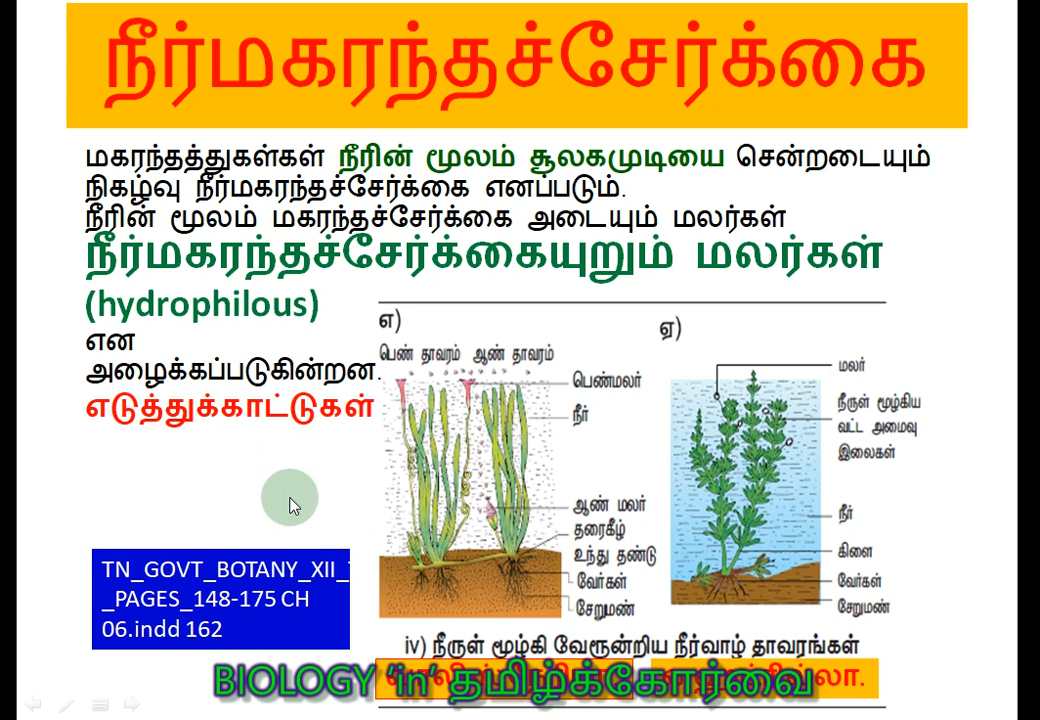 நீர்மகரந்தச்சேர்க்கை
மகரந்தத்துகள்கள் நீரின் மூலம் சூலகமுடியை சென்றடையும்
நிகழ்வு நீர்மகரந்தச்சேர்க்கை எனப்படும்.
நீரின் மூலம் மகரந்தச்சேர்க்கை அடையும் மலர்கள்
நீர்மகரந்தச்சேர்க்கையுறும் மலர்கள்
(hydrophilous)
என
அழைக்கப்படுகின்றன.
எடுத்துக்காட்டுகள்
எ)
பெண் தாவரம் ஆண் தாவரம்
பெண்மலர்
நீர்
ஆண் மலர்
தரைகீழ்
உந்து தண்டு
வேர்கள்
சேறுமண்
ஏ)
மலர்
நீருள் மூழ்கிய
வட்ட அமைவு
இலைகள்
நீர்
கிளை
வேர்கள்
சேறுமண்
iv) நீருள் மூழ்கி வேரூன்றிய நீர்வாழ் தாவரங்கள்
TN_GOVT_BOTANY_XII_
_PAGES_148-175 CH
06.indd 162
BIOLOGY 'in' தமிழ்க்கோர்வை